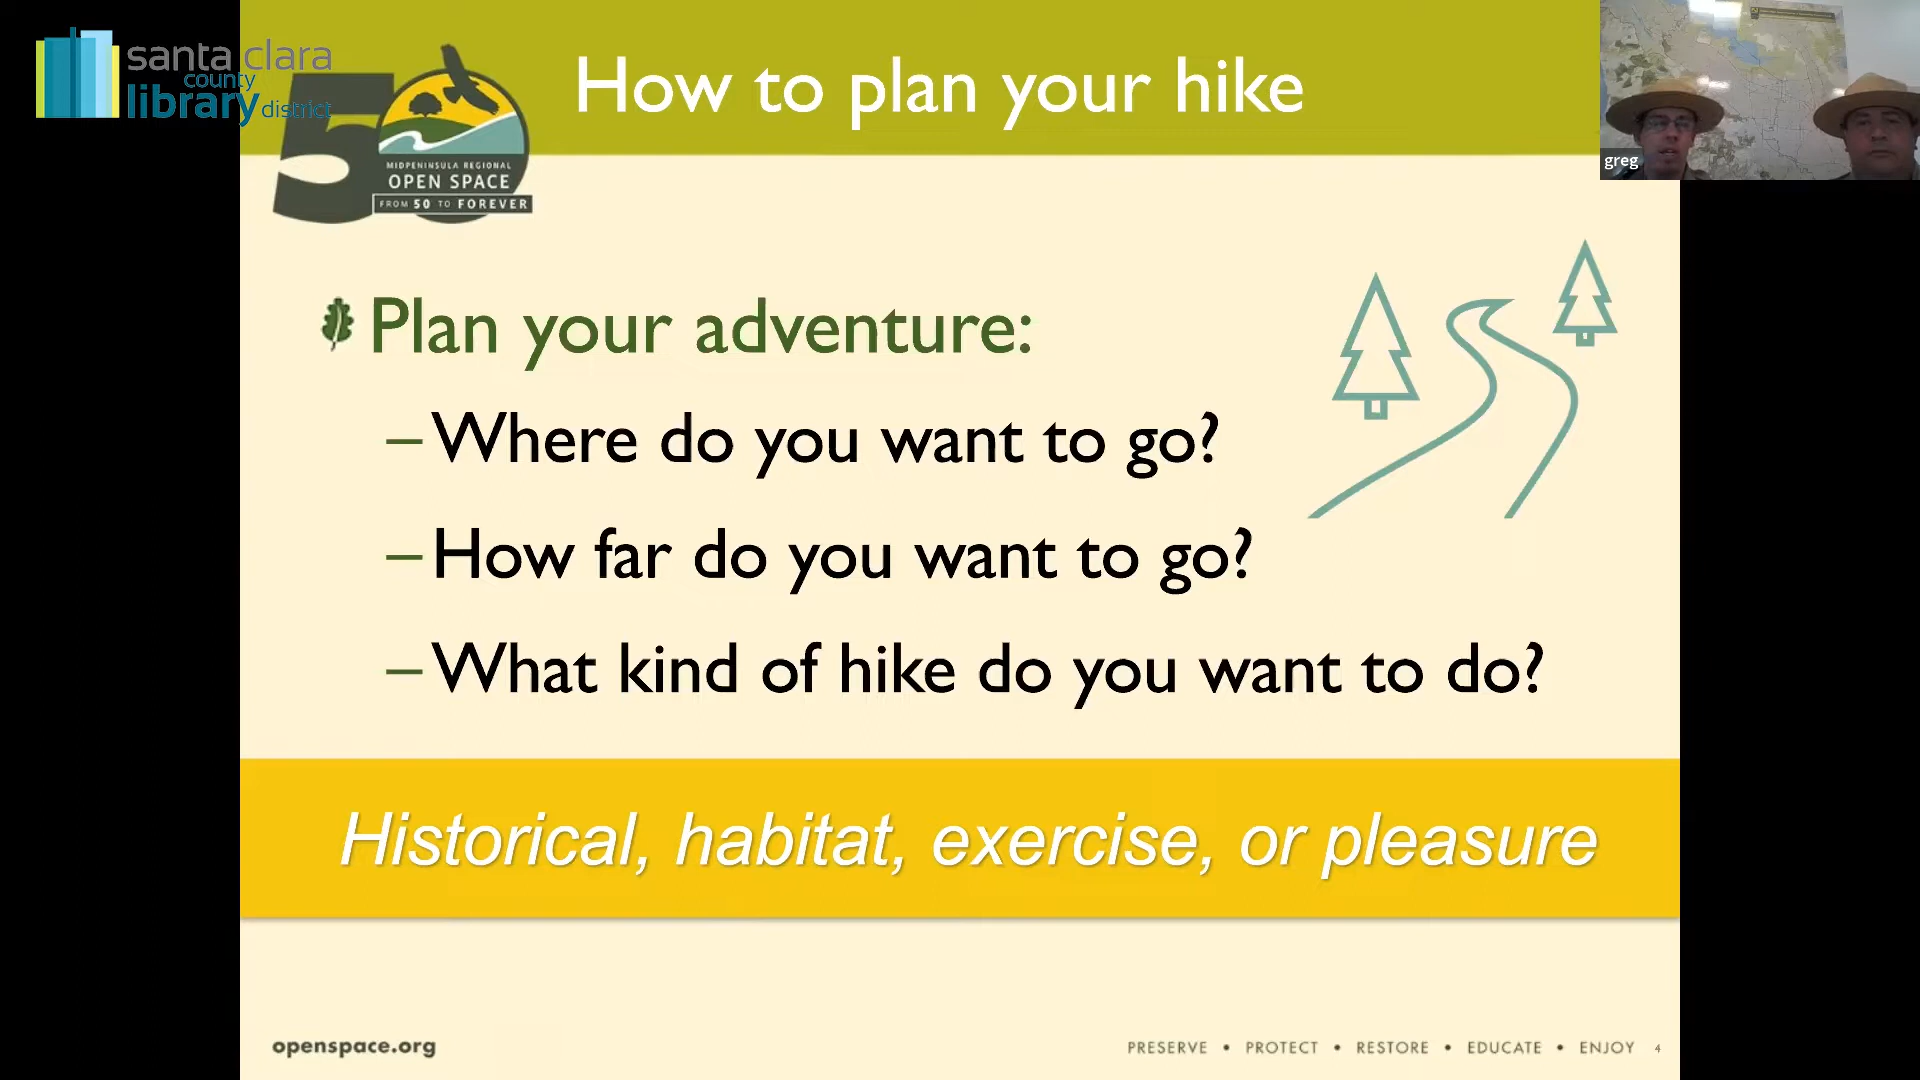 santa clara
county
library district
50
MIDPENINSULA REGIONAL
OPEN SPACE
FROM 50 TO FOREVER
How to plan your hike
greg
Plan your adventure:
–Where do you want to go?
–How far do you want to go?
–What kind of hike do you want to do?
Historical, habitat, exercise, or pleasure
openspace.org
PRESERVE • PROTECT • RESTORE • EDUCATE • ENJOY 4